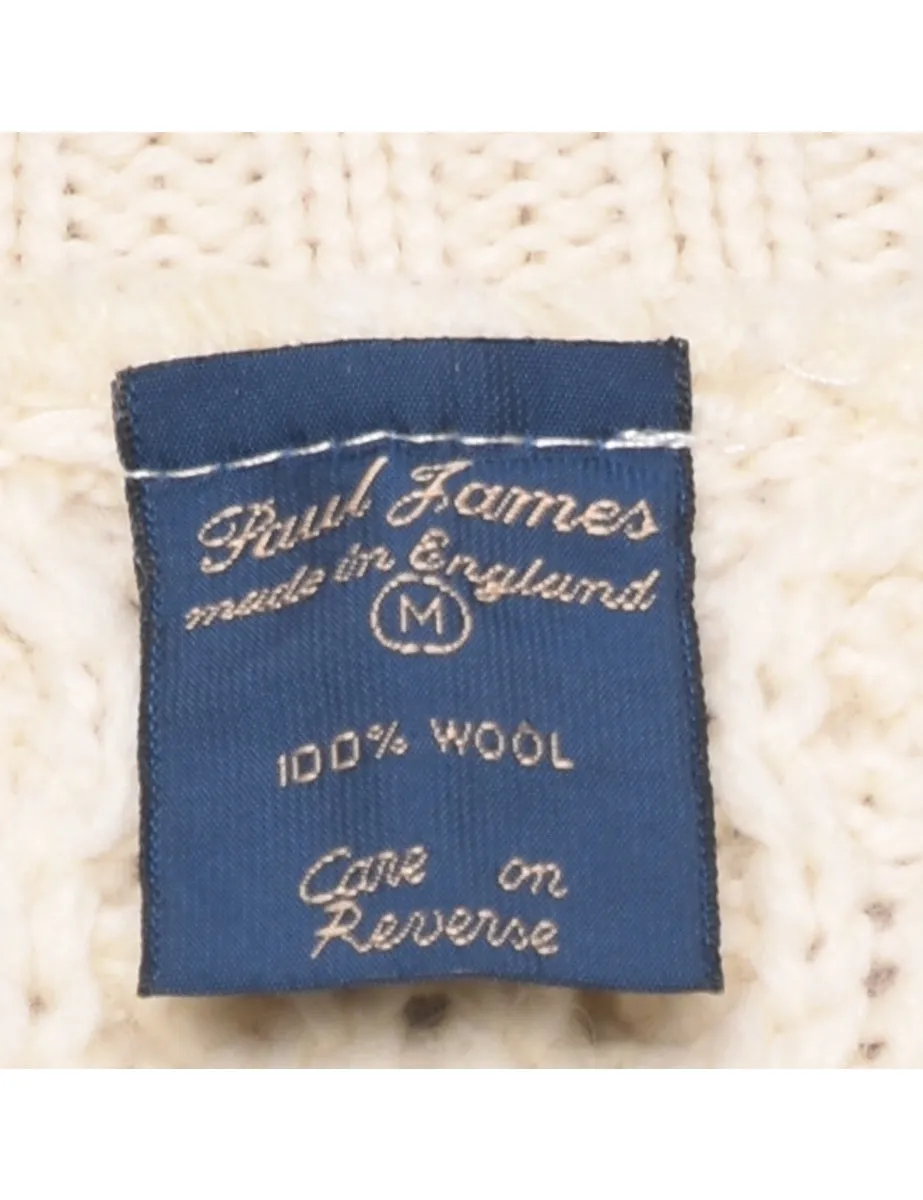 Paul James
made in England
M
100% WOOL
Care on
Reverse